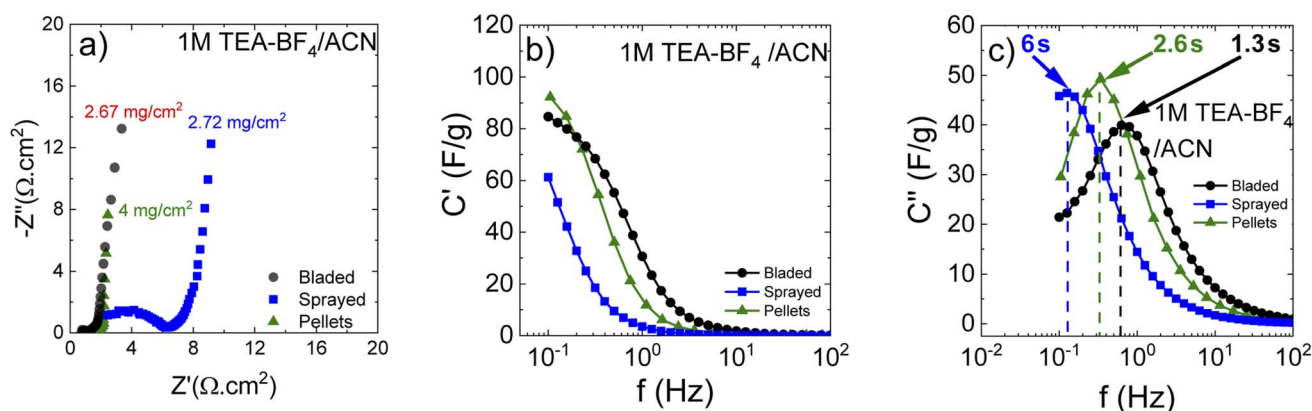 a)
1M TEA-BF₄/ACN
2.67 mg/cm²
2.72 mg/cm²
4 mg/cm²
Bladed
Sprayed
Pellets
-Z"(Ω.cm²)
20
16
12
8
4
0
0 4 8 12 16 20
Z'(Ω.cm²)
b)
1M TEA-BF₄ /ACN
Bladed
Sprayed
Pellets
C' (F/g)
120
100
80
60
40
20
0
10⁻¹ 10⁰ 10¹ 10²
f (Hz)
c)
6s
2.6s
1.3s
1M TEA-BF₄
/ACN
Bladed
Sprayed
Pellets
C" (F/g)
60
50
40
30
20
10
0
10⁻² 10⁻¹ 10⁰ 10¹ 10²
f (Hz)